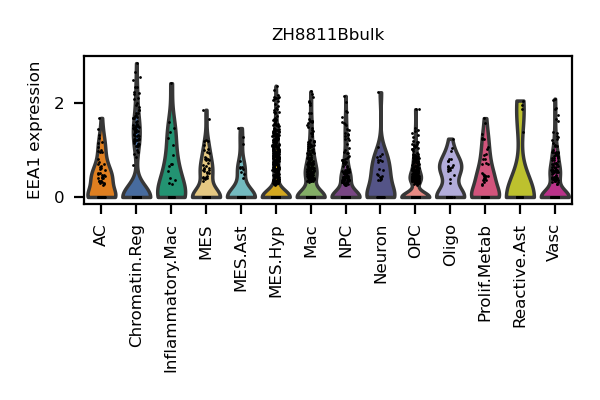 ZH8811Bbulk
EEA1 expression
2
0
AC
Chromatin.Reg
Inflammatory.Mac
MES
MES.Ast
MES.Hyp
Mac
NPC
Neuron
OPC
Oligo
Prolif.Metab
Reactive.Ast
Vasc